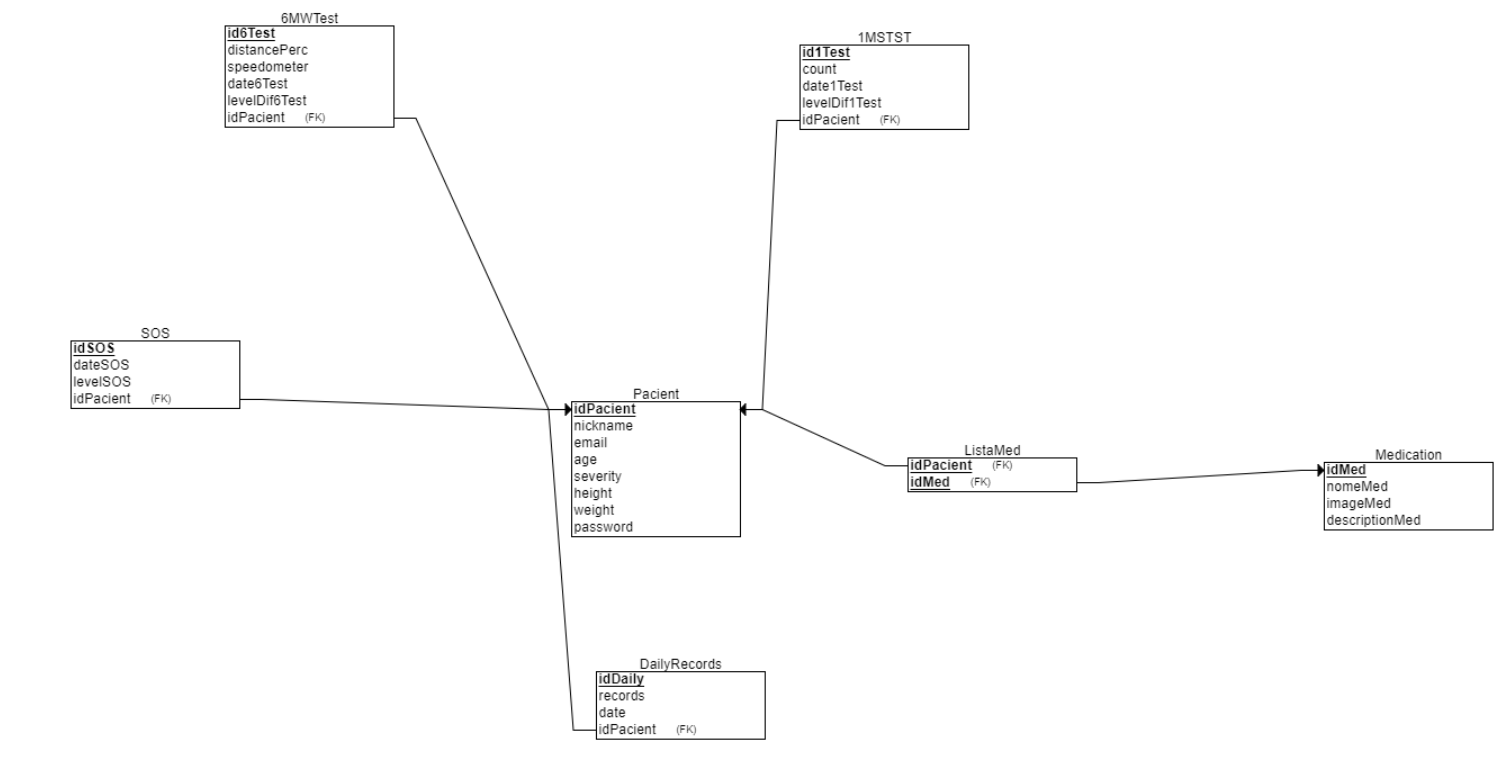 6MWTest
id6Test
distancePerc
speedometer
date6Test
levelDif6Test
idPacient (FK)
1MSTST
id1Test
count
date1Test
levelDif1Test
idPacient (FK)
SOS
idSOS
dateSOS
levelSOS
idPacient (FK)
Pacient
idPacient
nickname
email
age
severity
height
weight
password
ListaMed
idPacient (FK)
idMed (FK)
Medication
idMed
nomeMed
imageMed
descriptionMed
DailyRecords
idDaily
records
date
idPacient (FK)